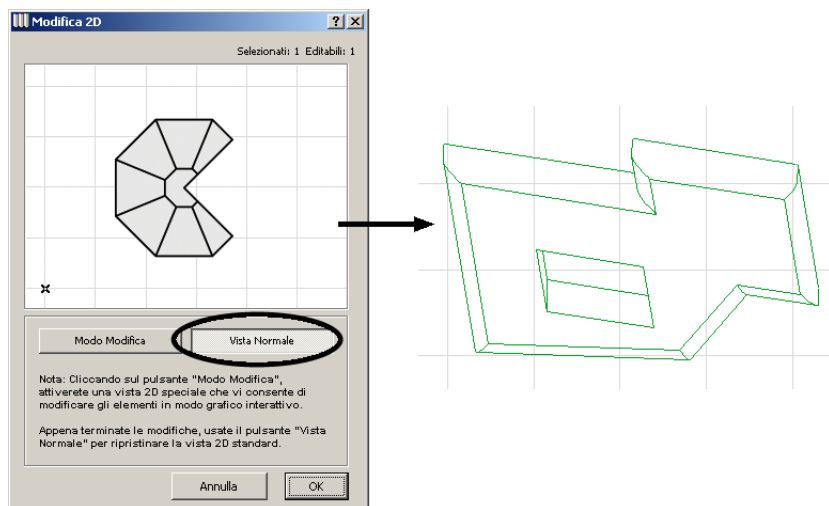 Modifica 2D
Selezionati: 1 Editabili: 1
Modo Modifica
Vista Normale
Nota: Cliccando sul pulsante "Modo Modifica",
attiverete una vista 2D speciale che vi consente di
modificare gli elementi in modo grafico interattivo.
Appena terminate le modifiche, usate il pulsante "Vista
Normale" per ripristinare la vista 2D standard.
Annulla
OK